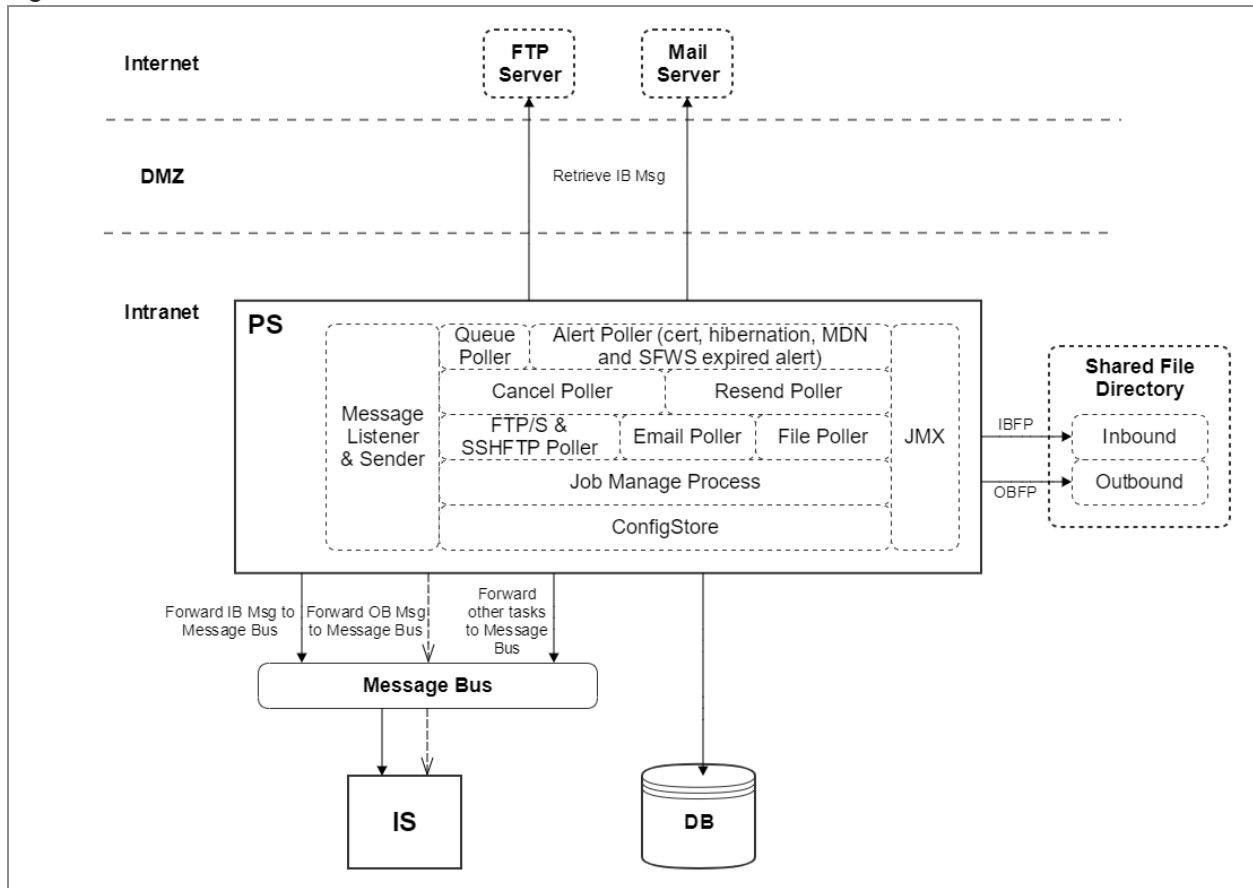 FTP
Server
Mail
Server
Internet
DMZ
Retrieve IB Msg
Intranet
PS
Queue
Poller
Alert Poller (cert, hibernation, MDN
and SFWS expired alert)
Cancel Poller
Resend Poller
Message
Listener
& Sender
FTP/S &
SSHFTP Poller
Email Poller
File Poller
JMX
Job Manage Process
ConfigStore
IBFP
OBFP
Shared File
Directory
Inbound
Outbound
Forward IB Msg to
Message Bus
Forward OB Msg
to Message Bus
Forward
other tasks
to Message
Bus
Message Bus
IS
DB